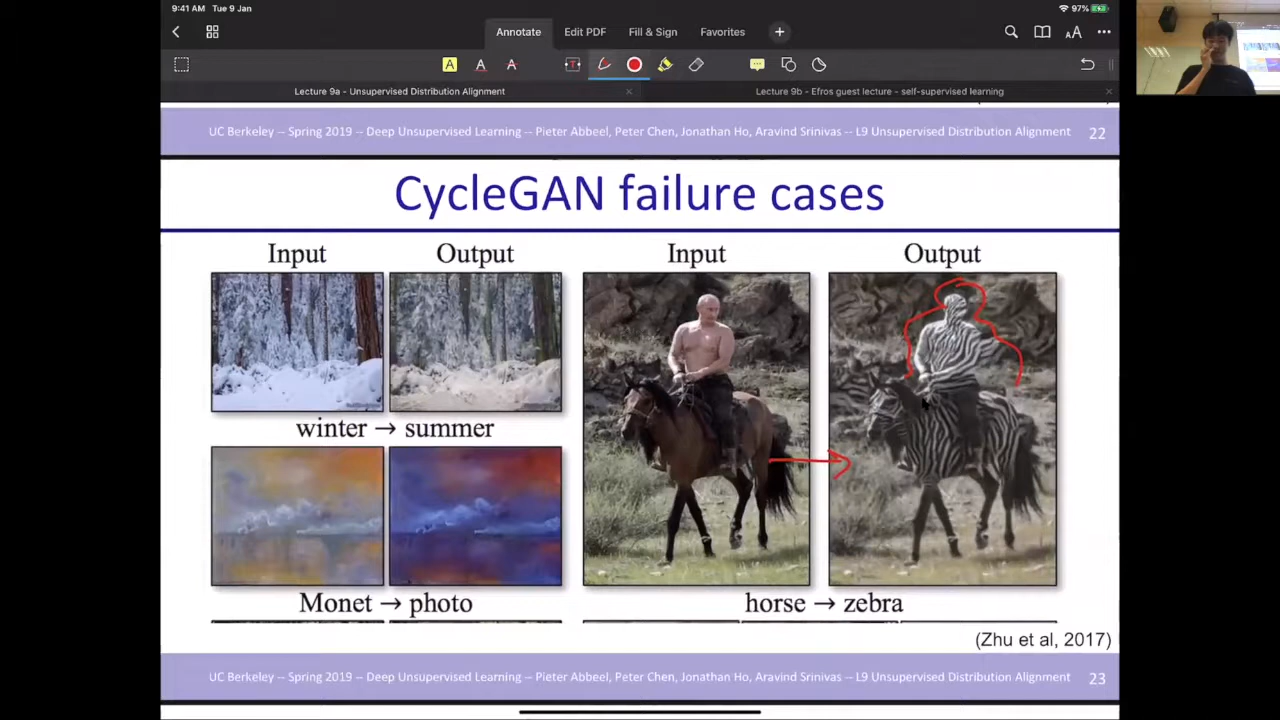 9:41 AM Tue 9 Jan
97%
Annotate Edit PDF Fill & Sign Favorites
Lecture 9a - Unsupervised Distribution Alignment
Lecture 9b - Efros guest lecture - self-supervised learning
UC Berkeley -- Spring 2019 -- Deep Unsupervised Learning -- Pieter Abbeel, Peter Chen, Jonathan Ho, Aravind Srinivas -- L9 Unsupervised Distribution Alignment 22
CycleGAN failure cases
Input Output Input Output
winter → summer
Monet → photo
horse → zebra
(Zhu et al, 2017)
UC Berkeley -- Spring 2019 -- Deep Unsupervised Learning -- Pieter Abbeel, Peter Chen, Jonathan Ho, Aravind Srinivas -- L9 Unsupervised Distribution Alignment 23